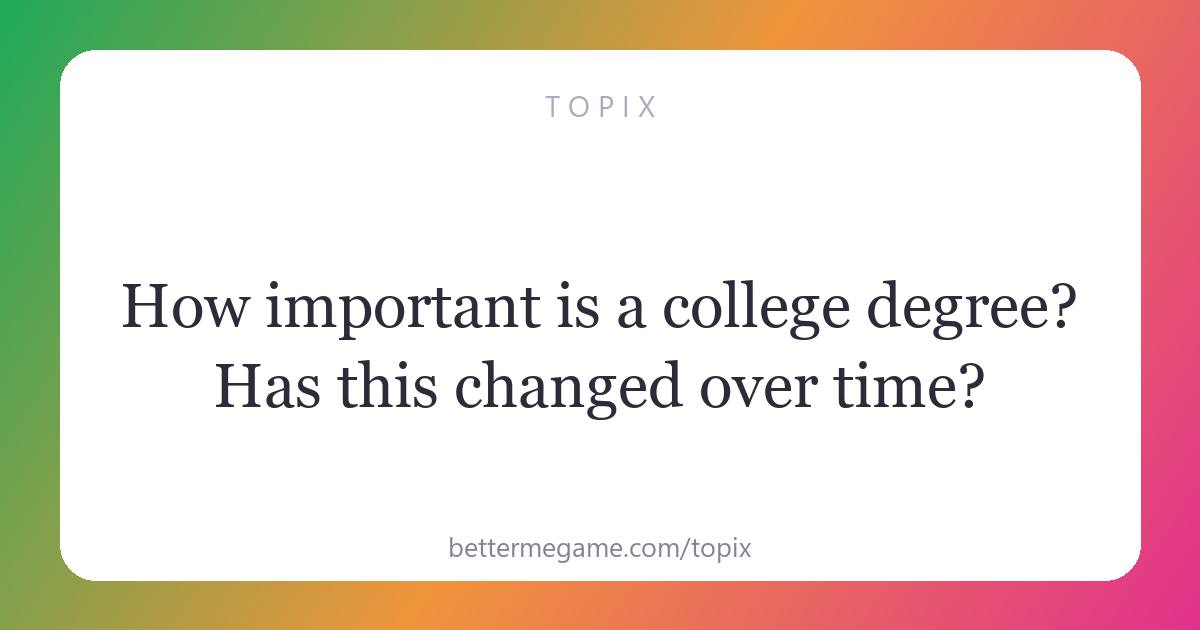 TOPIX
How important is a college degree?
Has this changed over time?
bettermegame.com/topix